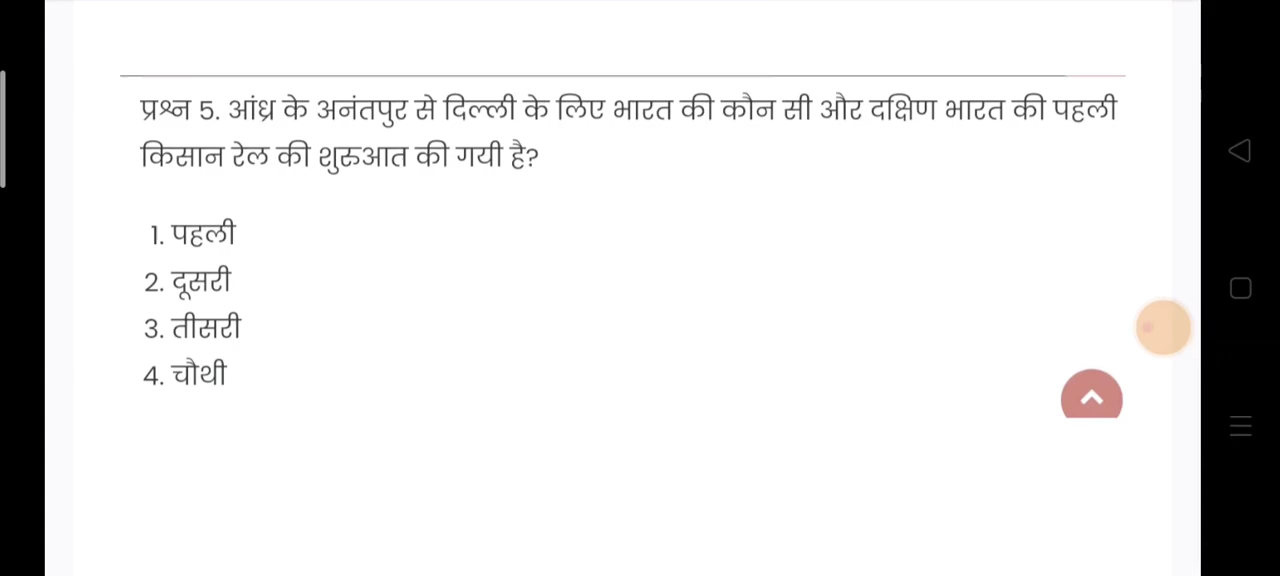 प्रश्न 5. आंध्र के अनंतपुर से दिल्ली के लिए भारत की कौन सी और दक्षिण भारत की पहली
किसान रेल की शुरुआत की गयी है?
1. पहली
2. दूसरी
3. तीसरी
4. चौथी